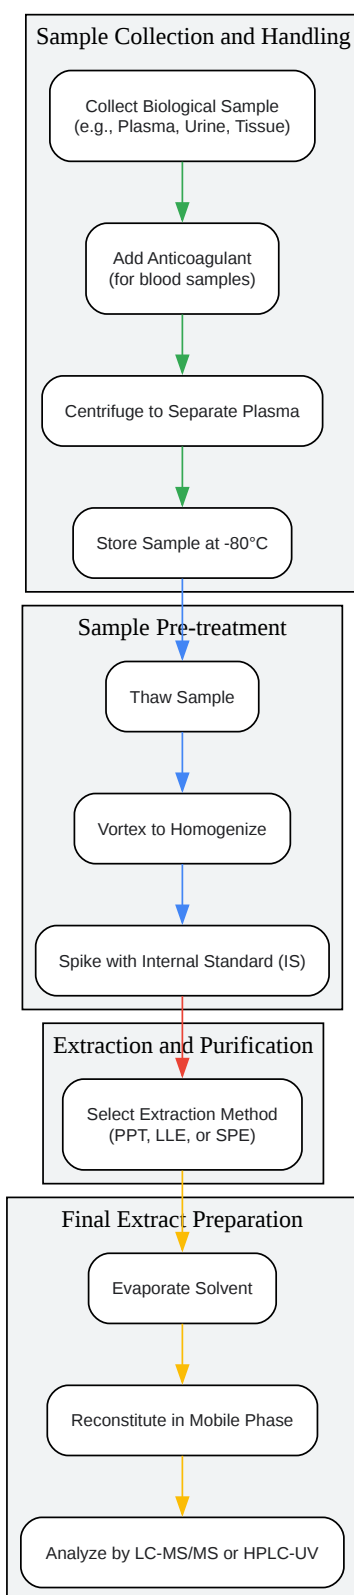 Sample Collection and Handling
Collect Biological Sample
(e.g., Plasma, Urine, Tissue)
Add Anticoagulant
(for blood samples)
Centrifuge to Separate Plasma
Store Sample at -80°C
Sample Pre-treatment
Thaw Sample
Vortex to Homogenize
Spike with Internal Standard (IS)
Extraction and Purification
Select Extraction Method
(PPT, LLE, or SPE)
Final Extract Preparation
Evaporate Solvent
Reconstitute in Mobile Phase
Analyze by LC-MS/MS or HPLC-UV